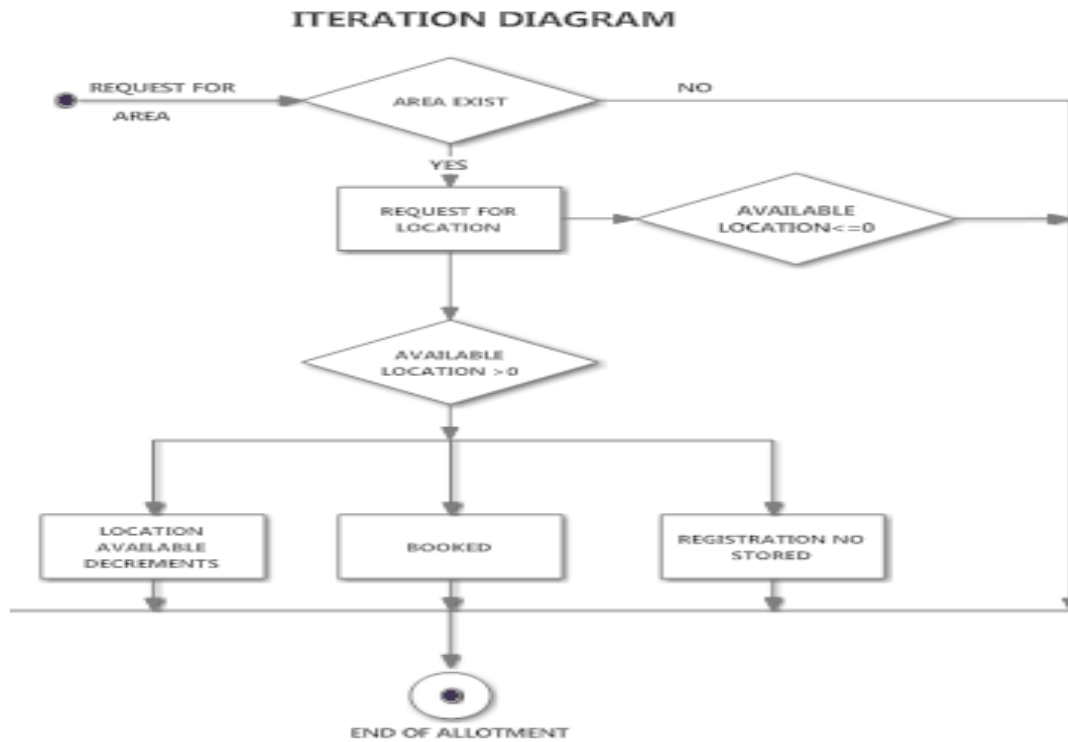 ITERATION DIAGRAM
REQUEST FOR
AREA
AREA EXIST
NO
YES
REQUEST FOR
LOCATION
AVAILABLE
LOCATION<=0
AVAILABLE
LOCATION >0
LOCATION
AVAILABLE
DECREMENTS
BOOKED
REGISTRATION NO
STORED
END OF ALLOTMENT